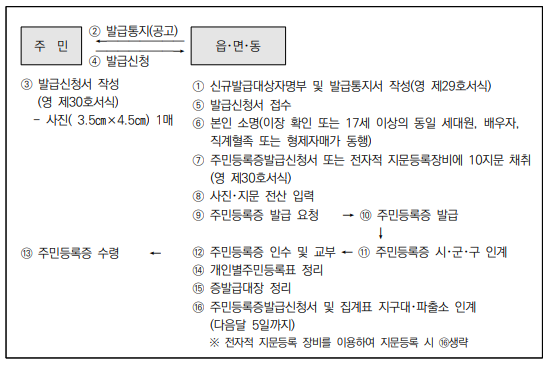 ② 발급통지(공고)
주 민
읍·면·동
④ 발급신청
③ 발급신청서 작성
(영 제30호서식)
- 사진( 3.5㎝×4.5㎝) 1매
① 신규발급대상자명부 및 발급통지서 작성(영 제29호서식)
⑤ 발급신청서 접수
⑥ 본인 소명(이장 확인 또는 17세 이상의 동일 세대원, 배우자,
직계혈족 또는 형제자매가 동행)
⑦ 주민등록증발급신청서 또는 전자적 지문등록장비에 10지문 채취
(영 제30호서식)
⑧ 사진·지문 전산 입력
⑨ 주민등록증 발급 요청 → ⑩ 주민등록증 발급
↓
⑬ 주민등록증 수령 ← ⑫ 주민등록증 인수 및 교부 ← ⑪ 주민등록증 시·군·구 인계
⑭ 개인별주민등록표 정리
⑮ 증발급대장 정리
⑯ 주민등록증발급신청서 및 집계표 지구대·파출소 인계
(다음달 5일까지)
※ 전자적 지문등록 장비를 이용하여 지문등록 시 ⑯생략